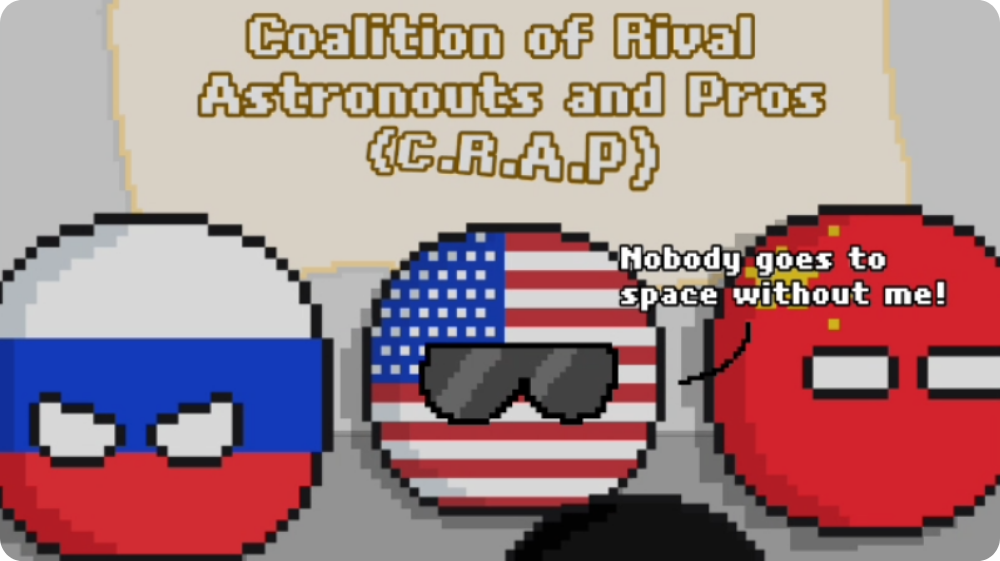 Coalition of Rival
Astronouts and Pros
(C.R.A.P)
Nobody goes to
space without me!